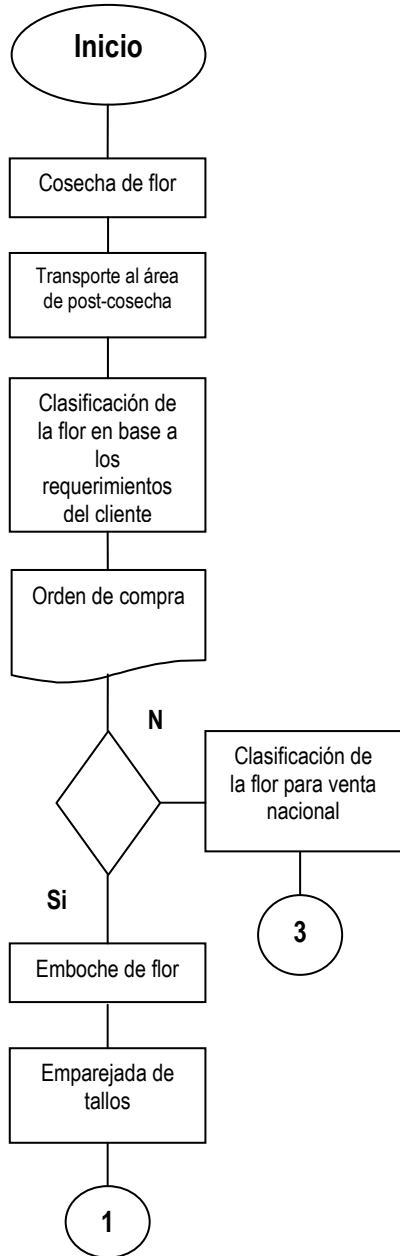 Inicio
Cosecha de flor
Transporte al área
de post-cosecha
Clasificación de
la flor en base a
los
requerimientos
del cliente
Orden de compra
N
Clasificación de
la flor para venta
nacional
Si
3
Emboche de flor
Emparejada de
tallos
1